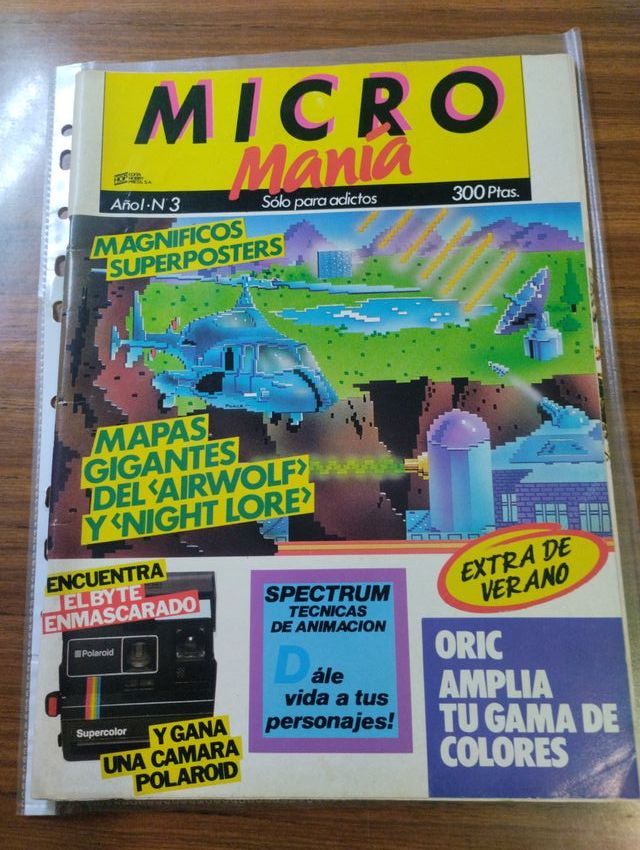 MICRO
Manía
HOBBY
PRESS, S.A.
Año I · N 3
Sólo para adictos
300 Ptas.
MAGNIFICOS
SUPERPOSTERS
MAPAS
GIGANTES
DEL <AIRWOLF>
Y <NIGHT LORE>
EXTRA DE
VERANO
ENCUENTRA
EL BYTE
ENMASCARADO
Polaroid
Supercolor
Y GANA
UNA CAMARA
POLAROID
SPECTRUM
TECNICAS
DE ANIMACION
Dále
vida a tus
personajes!
ORIC
AMPLIA
TU GAMA DE
COLORES